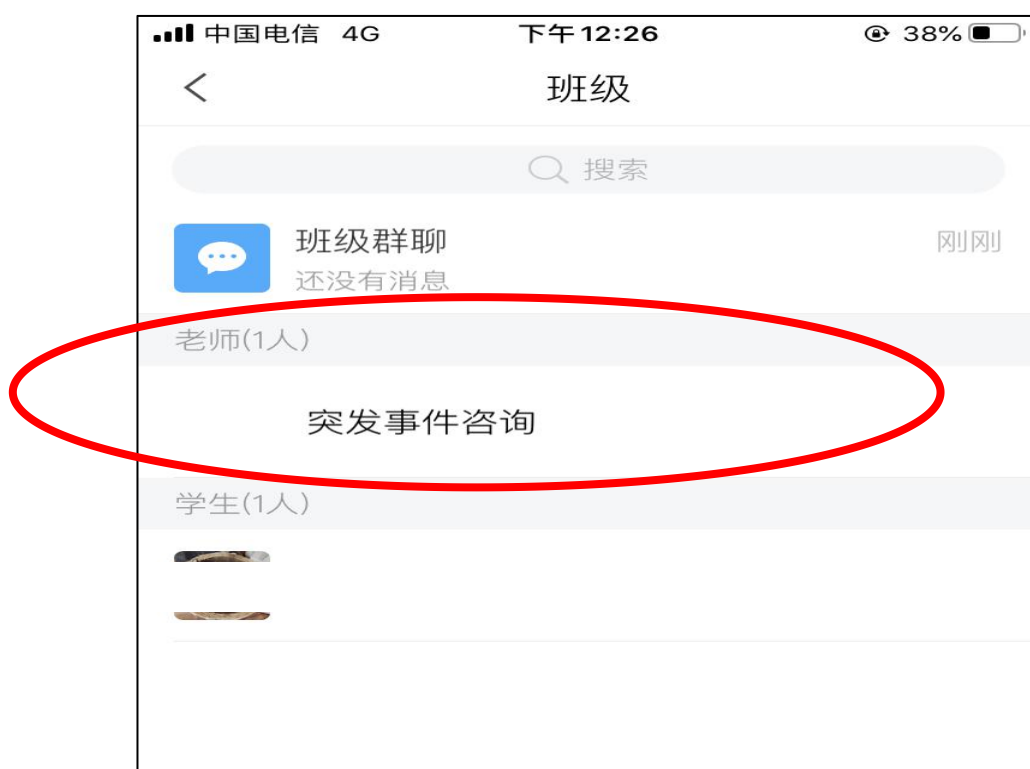 中国电信 4G 下午12:26 38%
班级
搜索
班级群聊 刚刚
还没有消息
老师(1人)
突发事件咨询
学生(1人)